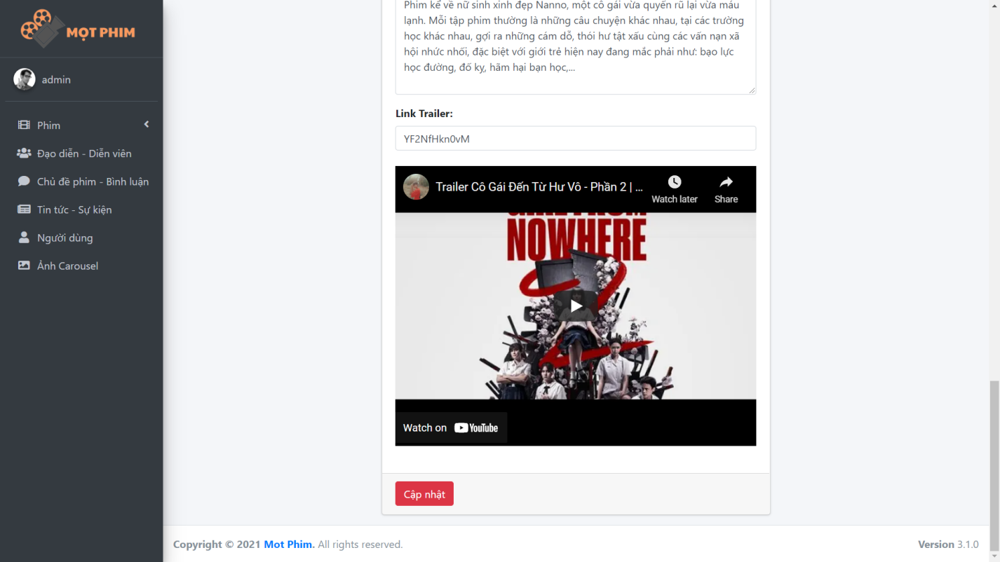 MỌT PHIM
admin
Phim
Đạo diễn - Diễn viên
Chủ đề phim - Bình luận
Tin tức - Sự kiện
Người dùng
Ảnh Carousel
Phim kể về nữ sinh xinh đẹp Nanno, một cô gái vừa quyến rũ lại vừa máu
lạnh. Mỗi tập phim thường là những câu chuyện khác nhau, tại các trường
học khác nhau, gợi ra những cám dỗ, thói hư tật xấu cùng các vấn nạn xã
hội nhức nhối, đặc biệt với giới trẻ hiện nay đang mắc phải như: bạo lực
học đường, đố kỵ, hãm hại bạn học,...
Link Trailer:
YF2NfHkn0vM
Trailer Cô Gái Đến Từ Hư Vô - Phần 2 | ...
Watch later
Share
GIRL FROM
NOWHERE
2
Watch on YouTube
Cập nhật
Copyright © 2021 Mot Phim. All rights reserved.
Version 3.1.0